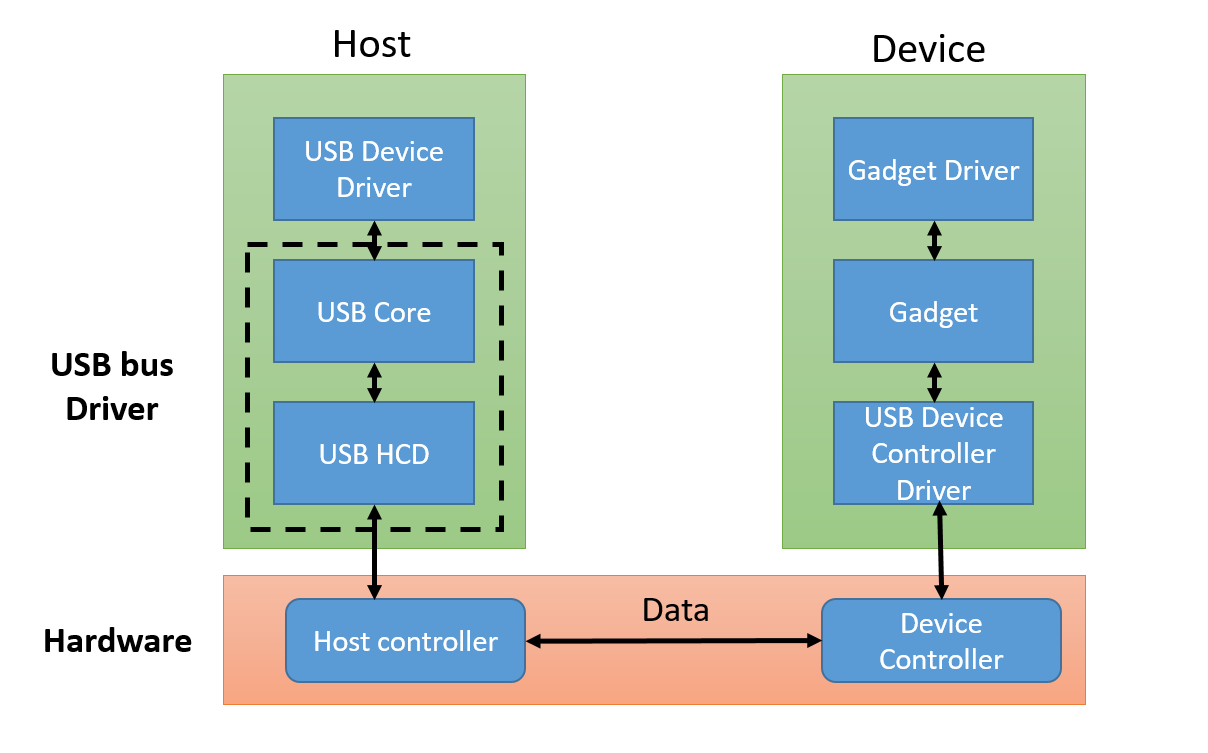 Host
Device
USB Device
Driver
Gadget Driver
USB Core
Gadget
USB bus
Driver
USB HCD
USB Device
Controller
Driver
Hardware
Host controller
Data
Device
Controller